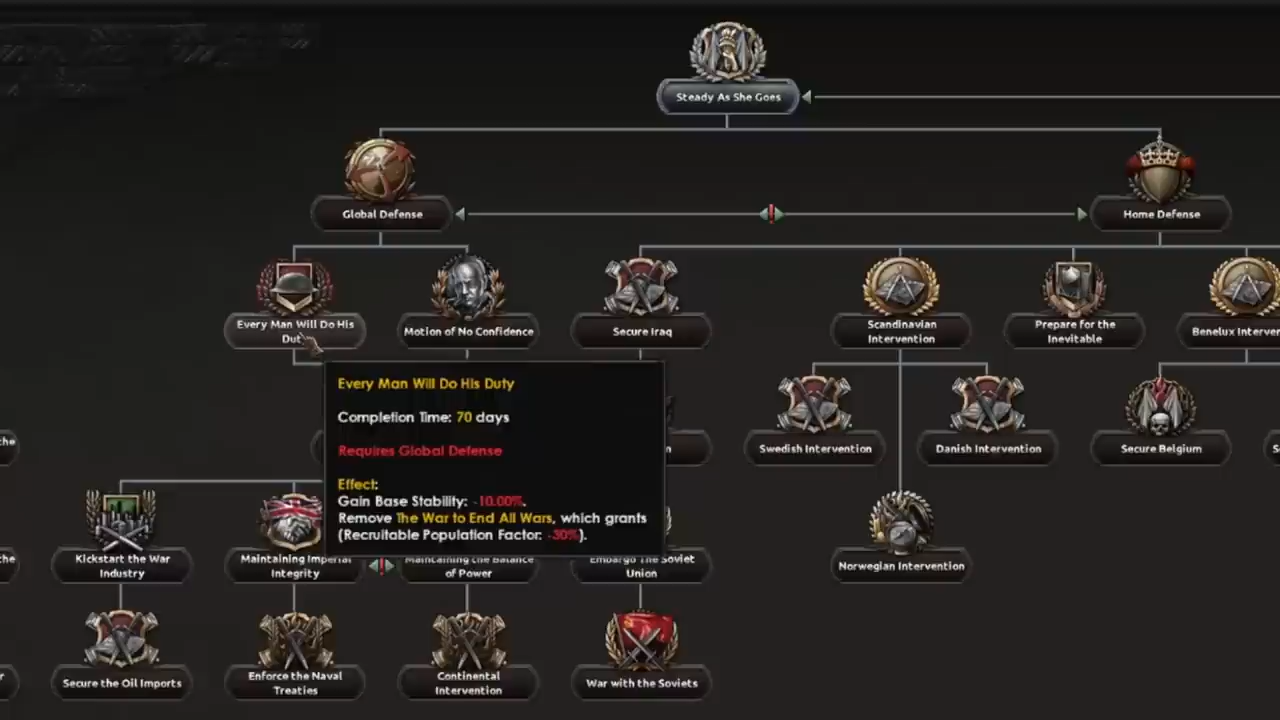 Steady As She Goes
Global Defense
Home Defense
Every Man Will Do His
Motion of No Confidence
Secure Iraq
Scandinavian
Intervention
Prepare for the
Inevitable
Benelux
Every Man Will Do His Duty
Completion Time: 70 days
Requires Global Defense
Effect:
Gain Base Stability: -10.00%.
Remove The War to End All Wars, which grants
(Recruitable Population Factor: -30%).
Swedish Intervention
Danish Intervention
Secure Belgium
Kickstart the War
Industry
Maintaining Imperial
Integrity
Maintaining the Balance
of Power
Embargo The Soviet
Union
Norwegian Intervention
Secure the Oil Imports
Enforce the Naval
Treaties
Continental
Intervention
War with the Soviets